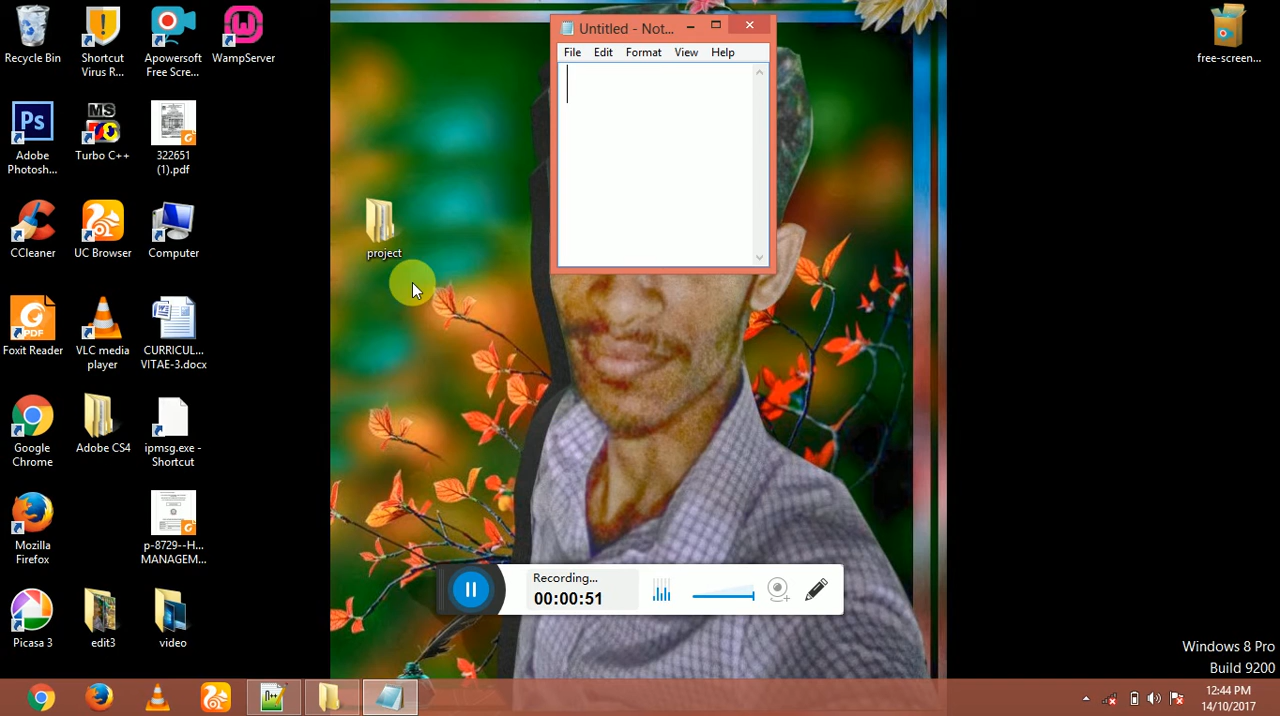 Recycle Bin
Shortcut
Virus R...
Apowersoft
Free Scre...
WampServer
free-screen...
Untitled - Not...
File Edit Format View Help
Ps
Adobe
Photosh...
MS
Turbo C++
322651
(1).pdf
CCleaner
UC Browser
Computer
project
PDF
Foxit Reader
VLC media
player
CURRICUL...
VITAE-3.docx
Google
Chrome
Adobe CS4
ipmsg.exe -
Shortcut
Mozilla
Firefox
p-8729--H...
MANAGEM...
Recording...
00:00:51
Picasa 3
edit3
video
Windows 8 Pro
Build 9200
12:44 PM
14/10/2017